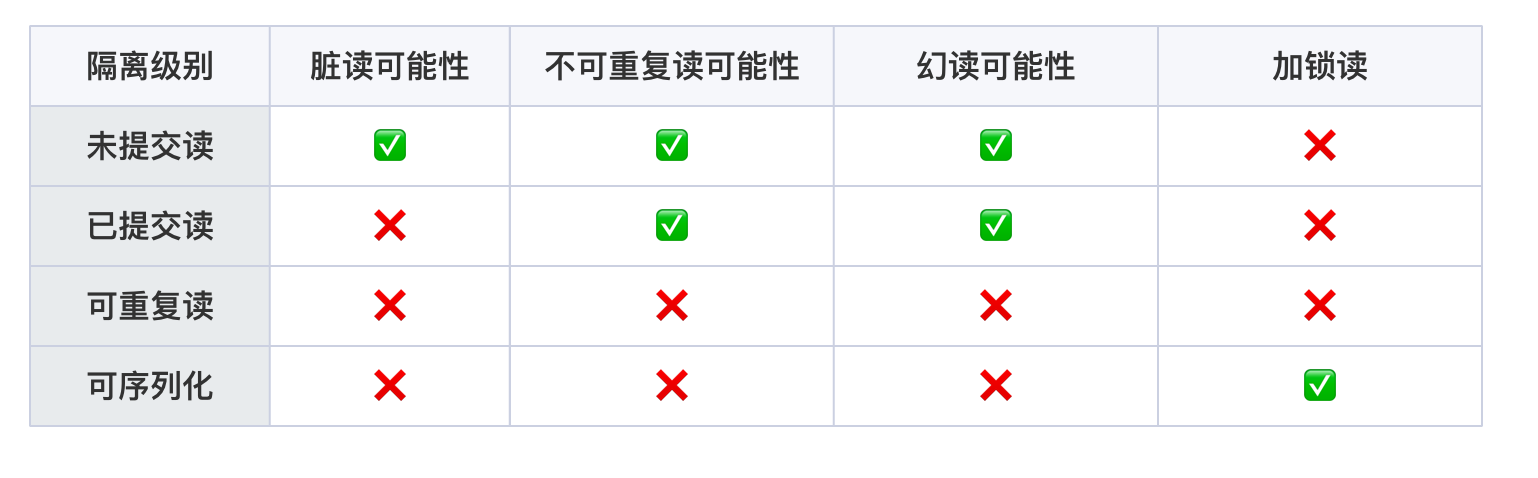 隔离级别 脏读可能性 不可重复读可能性 幻读可能性 加锁读
未提交读 ✅ ✅ ✅ ❌
已提交读 ❌ ✅ ✅ ❌
可重复读 ❌ ❌ ❌ ❌
可序列化 ❌ ❌ ❌ ✅